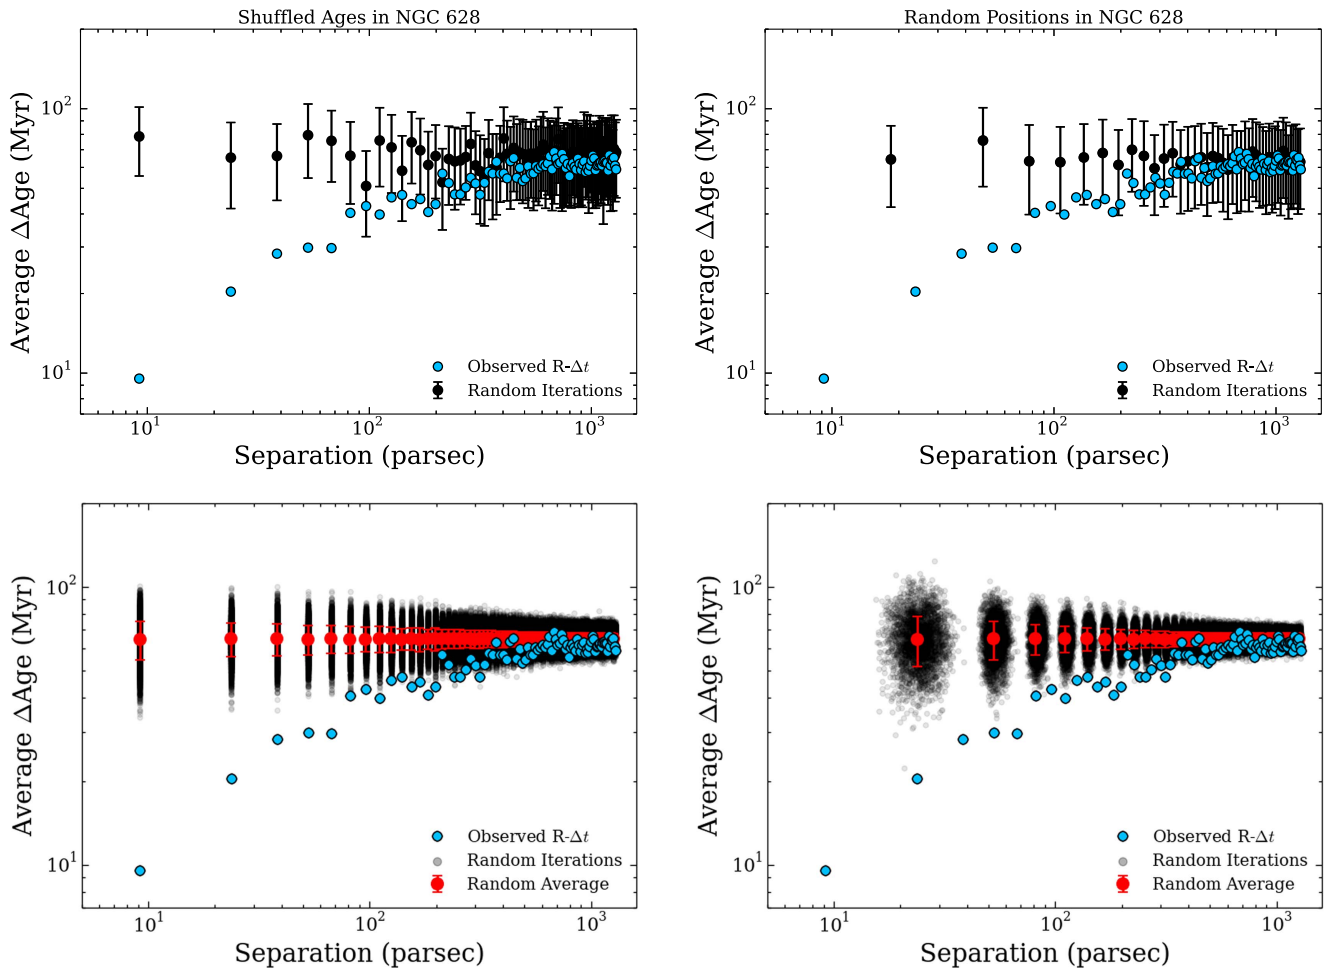 Shuffled Ages in NGC 628
Average ΔAge (Myr)
10²
10¹
Observed R-Δt
Random Iterations
10¹ 10² 10³
Separation (parsec)
Random Positions in NGC 628
Average ΔAge (Myr)
10²
10¹
Observed R-Δt
Random Iterations
10¹ 10² 10³
Separation (parsec)
Average ΔAge (Myr)
10²
10¹
Observed R-Δt
Random Iterations
Random Average
10¹ 10² 10³
Separation (parsec)
Average ΔAge (Myr)
10²
10¹
Observed R-Δt
Random Iterations
Random Average
10¹ 10² 10³
Separation (parsec)